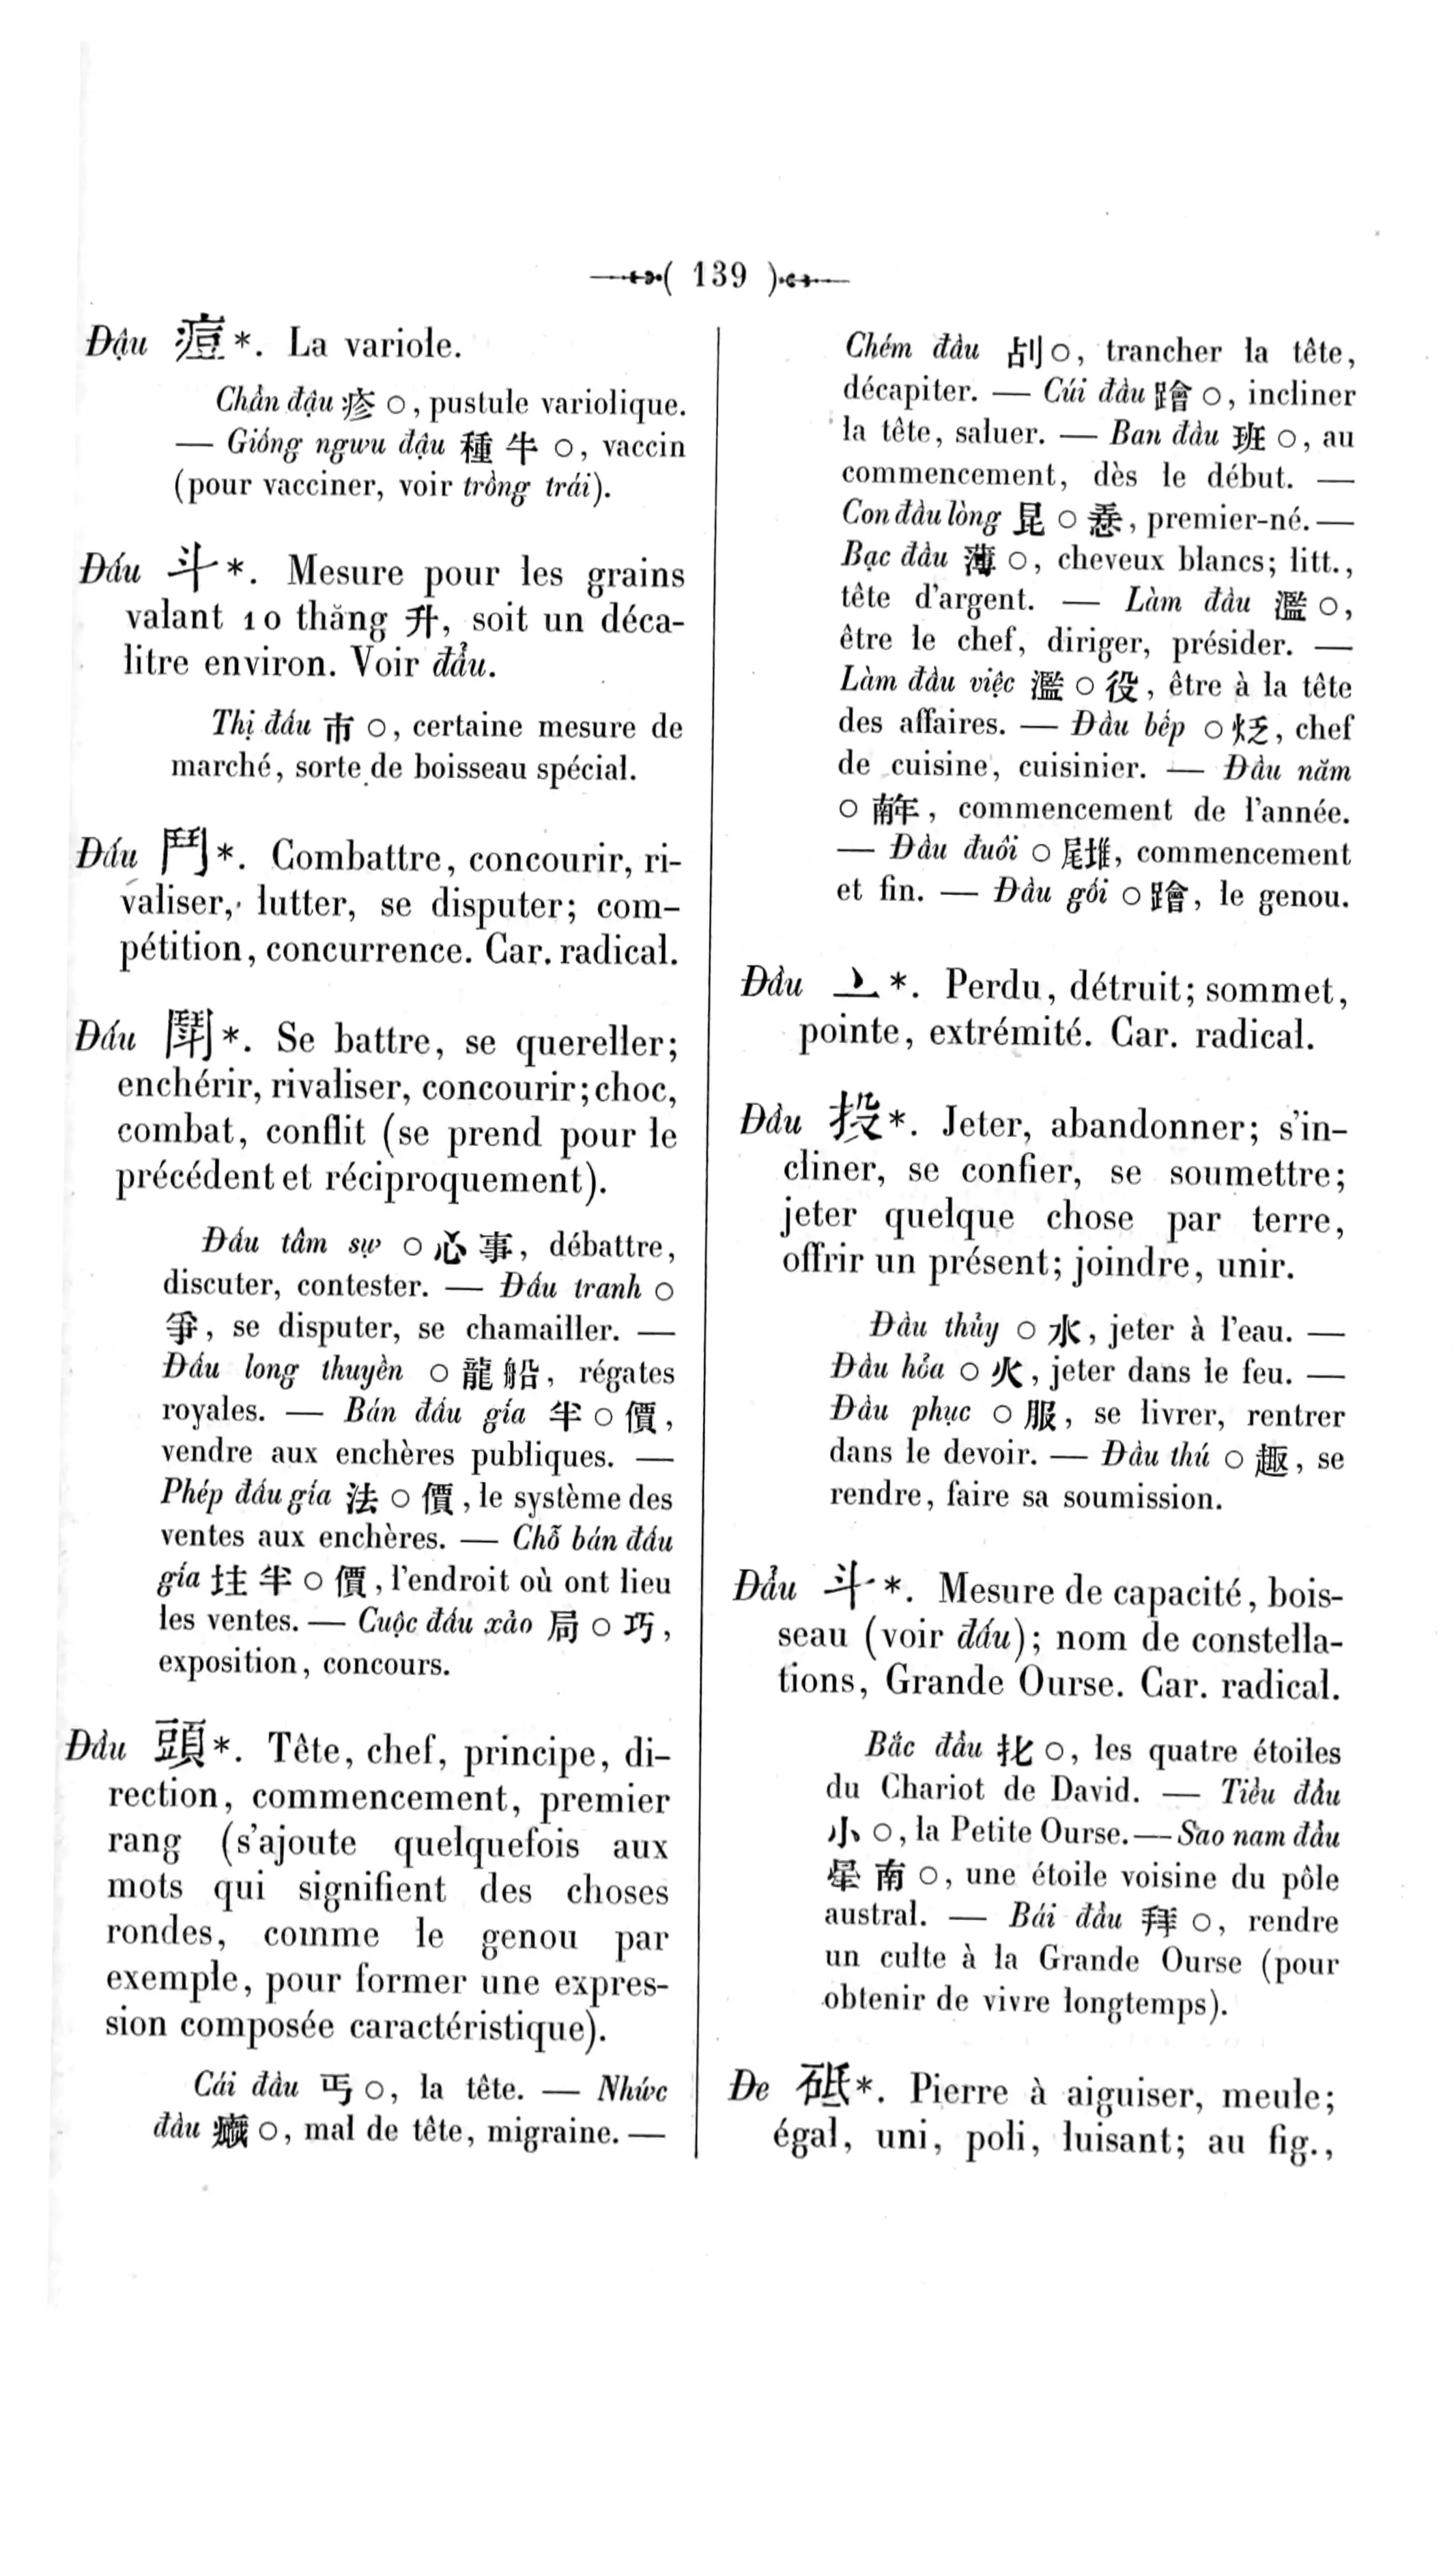 ( 139 )
Đậu 痘 *. La variole.
Chẩn đậu 疹 ○, pustule variolique.
— Giống ngưu đậu 種 牛 ○, vaccin
(pour vacciner, voir trồng trái).
Đấu 斗 *. Mesure pour les grains
valant 10 thăng 升, soit un déca-
litre environ. Voir đẩu.
Thị đấu 市 ○, certaine mesure de
marché, sorte de boisseau spécial.
Đấu 鬥 *. Combattre, concourir, ri-
valiser, lutter, se disputer; com-
pétition, concurrence. Car. radical.
Đấu 鬪 *. Se battre, se quereller;
enchérir, rivaliser, concourir; choc,
combat, conflit (se prend pour le
précédent et réciproquement).
Đấu tâm sự ○ 心 事, débattre,
discuter, contester. — Đấu tranh ○
爭, se disputer, se chamailler. —
Đấu long thuyền ○ 龍 船, régates
royales. — Bán đấu gía 半 ○ 價,
vendre aux enchères publiques. —
Phép đấu gía 法 ○ 價, le système des
ventes aux enchères. — Chỗ bán đấu
gía 拄 半 ○ 價, l'endroit où ont lieu
les ventes. — Cuộc đấu xảo 局 ○ 巧,
exposition, concours.
Đầu 頭 *. Tête, chef, principe, di-
rection, commencement, premier
rang (s'ajoute quelquefois aux
mots qui signifient des choses
rondes, comme le genou par
exemple, pour former une expres-
sion composée caractéristique).
Cái đầu 丐 ○, la tête. — Nhức
đầu ○, mal de tête, migraine. —
Chém đầu 㓠 ○, trancher la tête,
décapiter. — Cúi đầu ○, incliner
la tête, saluer. — Ban đầu 班 ○, au
commencement, dès le début. —
Con đầu lòng 昆 ○, premier-né. —
Bạc đầu 薄 ○, cheveux blancs; litt.,
tête d'argent. — Làm đầu 濫 ○,
être le chef, diriger, présider. —
Làm đầu việc 濫 ○ 役, être à la tête
des affaires. — Đầu bếp ○, chef
de cuisine, cuisinier. — Đầu năm
○, commencement de l'année.
— Đầu đuôi ○, commencement
et fin. — Đầu gối ○, le genou.
Đầu 亠 *. Perdu, détruit; sommet,
pointe, extrémité. Car. radical.
Đầu 投 *. Jeter, abandonner; s'in-
cliner, se confier, se soumettre;
jeter quelque chose par terre,
offrir un présent; joindre, unir.
Đầu thủy ○ 水, jeter à l'eau. —
Đầu hỏa ○ 火, jeter dans le feu. —
Đầu phục ○ 服, se livrer, rentrer
dans le devoir. — Đầu thú ○ 趣, se
rendre, faire sa soumission.
Đẩu 斗 *. Mesure de capacité, bois-
seau (voir đấu); nom de constella-
tions, Grande Ourse. Car. radical.
Bắc đẩu 北 ○, les quatre étoiles
du Chariot de David. — Tiểu đẩu
小 ○, la Petite Ourse. — Sao nam đẩu
暈 南 ○, une étoile voisine du pôle
austral. — Bái đẩu 拜 ○, rendre
un culte à la Grande Ourse (pour
obtenir de vivre longtemps).
Đe 砥 *. Pierre à aiguiser, meule;
égal, uni, poli, luisant; au fig.,